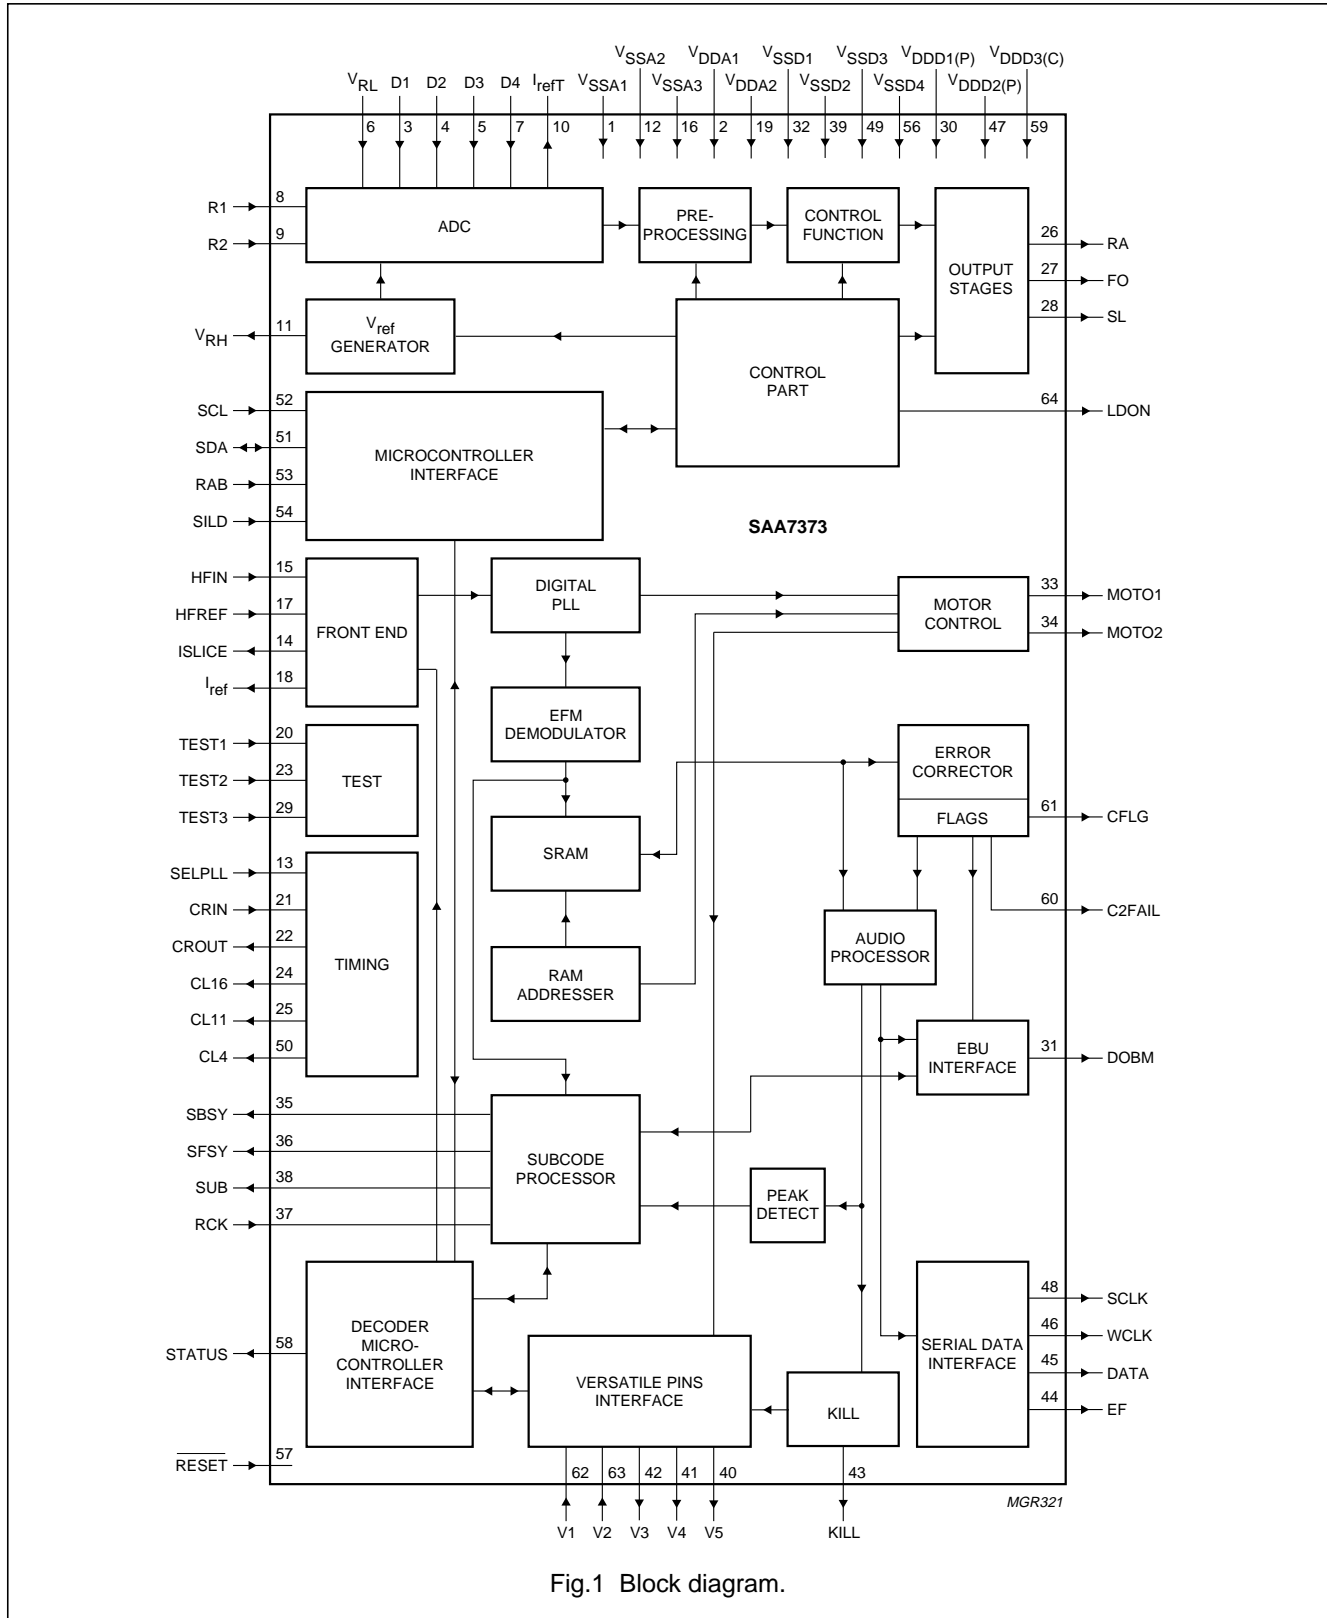 VSSA2 VDDA1 VSSD1 VSSD3 VDDD1(P) VDDD3(C)
VRL D1 D2 D3 D4 IrefT VSSA1 VSSA3 VDDA2 VSSD2 VSSD4 VDDD2(P)
6 3 4 5 7 10 1 12 16 2 19 32 39 49 56 30 47 59
R1 8
R2 9
ADC
PRE-
PROCESSING
CONTROL
FUNCTION
OUTPUT
STAGES
26 RA
27 FO
28 SL
VRH 11
Vref
GENERATOR
CONTROL
PART
64 LDON
SCL 52
SDA 51
RAB 53
SILD 54
MICROCONTROLLER
INTERFACE
SAA7373
HFIN 15
HFREF 17
ISLICE 14
Iref 18
FRONT END
DIGITAL
PLL
MOTOR
CONTROL
33 MOTO1
34 MOTO2
EFM
DEMODULATOR
TEST1 20
TEST2 23
TEST3 29
TEST
ERROR
CORRECTOR
FLAGS
61 CFLG
60 C2FAIL
SRAM
SELPLL 13
CRIN 21
CROUT 22
CL16 24
CL11 25
CL4 50
TIMING
RAM
ADDRESSER
AUDIO
PROCESSOR
EBU
INTERFACE
31 DOBM
SBSY 35
SFSY 36
SUB 38
RCK 37
SUBCODE
PROCESSOR
PEAK
DETECT
DECODER
MICRO-
CONTROLLER
INTERFACE
STATUS 58
RESET 57
VERSATILE PINS
INTERFACE
KILL
SERIAL DATA
INTERFACE
48 SCLK
46 WCLK
45 DATA
44 EF
62 63 42 41 40 43
V1 V2 V3 V4 V5 KILL
MGR321
Fig.1 Block diagram.